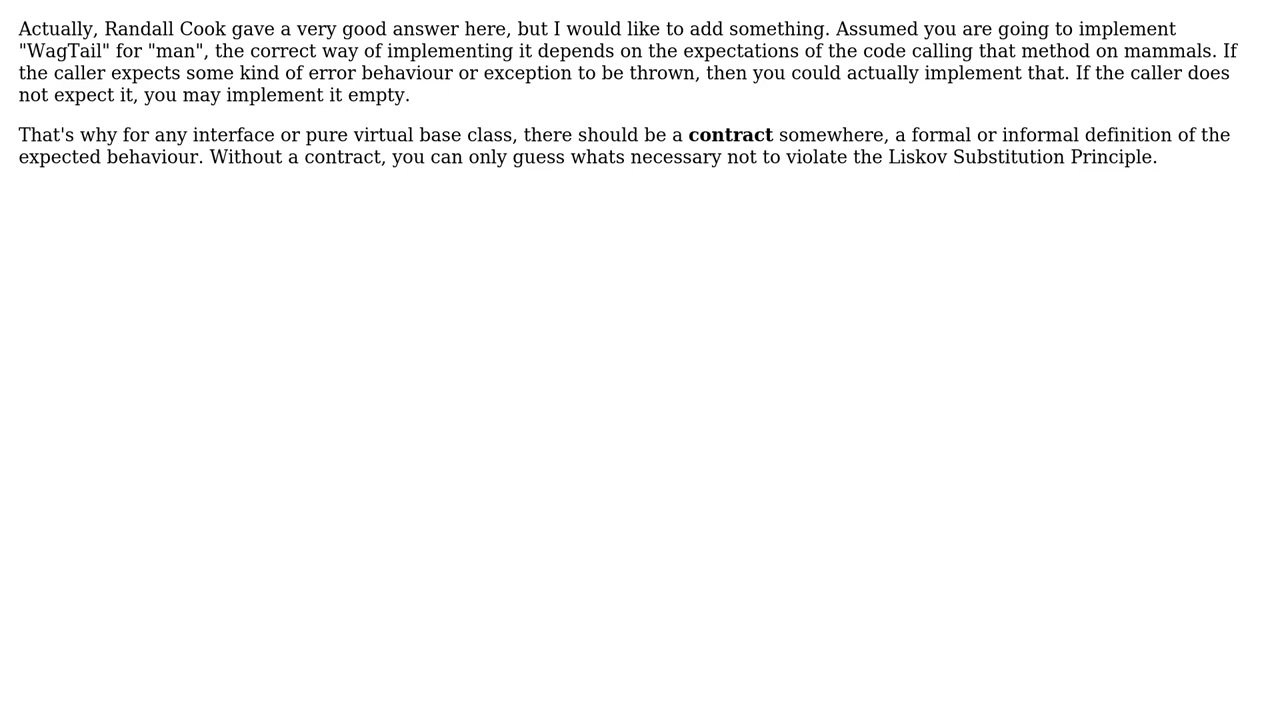 Actually, Randall Cook gave a very good answer here, but I would like to add something. Assumed you are going to implement
"WagTail" for "man", the correct way of implementing it depends on the expectations of the code calling that method on mammals. If
the caller expects some kind of error behaviour or exception to be thrown, then you could actually implement that. If the caller does
not expect it, you may implement it empty.
That's why for any interface or pure virtual base class, there should be a contract somewhere, a formal or informal definition of the
expected behaviour. Without a contract, you can only guess whats necessary not to violate the Liskov Substitution Principle.